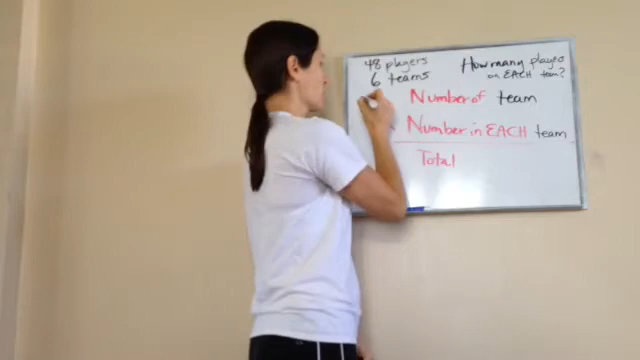 48 players
6 teams
How many players
on EACH team?
Number of team
Number in EACH team
Total